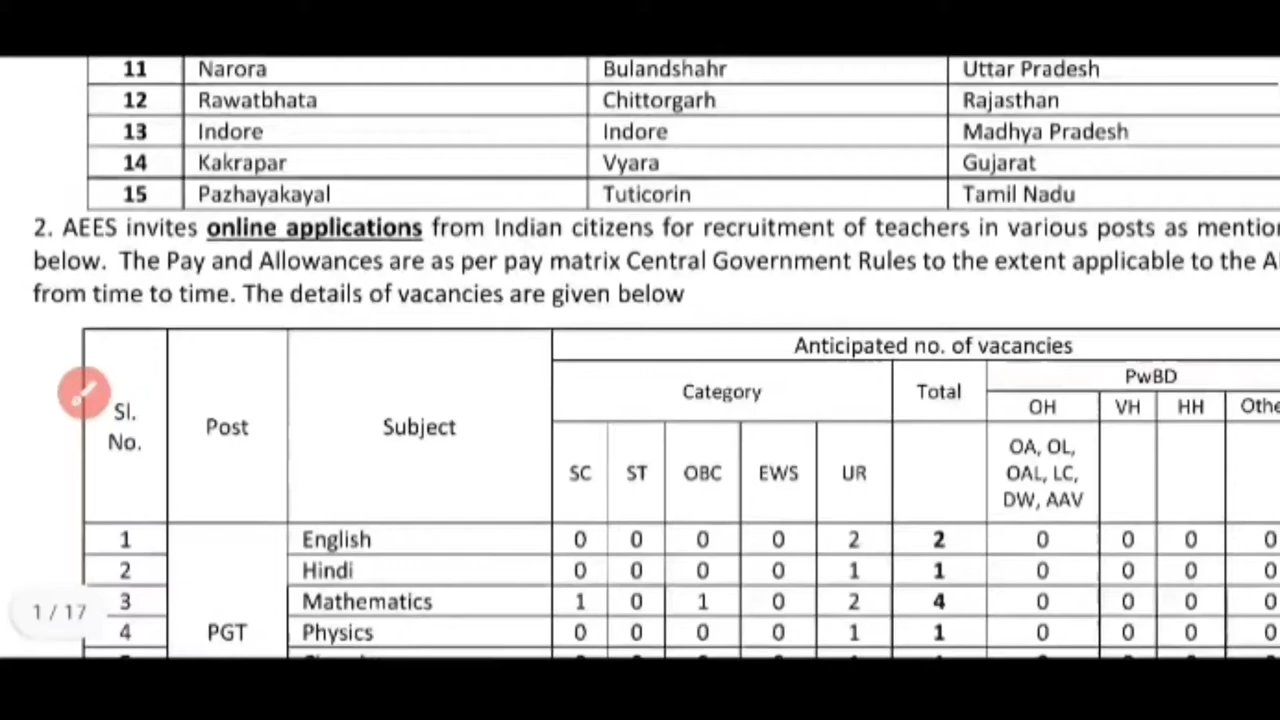 11 Narora Bulandshahr Uttar Pradesh
12 Rawatbhata Chittorgarh Rajasthan
13 Indore Indore Madhya Pradesh
14 Kakrapar Vyara Gujarat
15 Pazhayakayal Tuticorin Tamil Nadu
2. AEES invites online applications from Indian citizens for recruitment of teachers in various posts as mentio
below. The Pay and Allowances are as per pay matrix Central Government Rules to the extent applicable to the A
from time to time. The details of vacancies are given below
Anticipated no. of vacancies
Sl. No. Post Subject Category Total PwBD
OH VH HH Othe
SC ST OBC EWS UR OA, OL,
OAL, LC,
DW, AAV
1 English 0 0 0 0 2 2 0 0 0 0
2 Hindi 0 0 0 0 1 1 0 0 0 0
3 Mathematics 1 0 1 0 2 4 0 0 0 0
4 PGT Physics 0 0 0 0 1 1 0 0 0 0
1 / 17